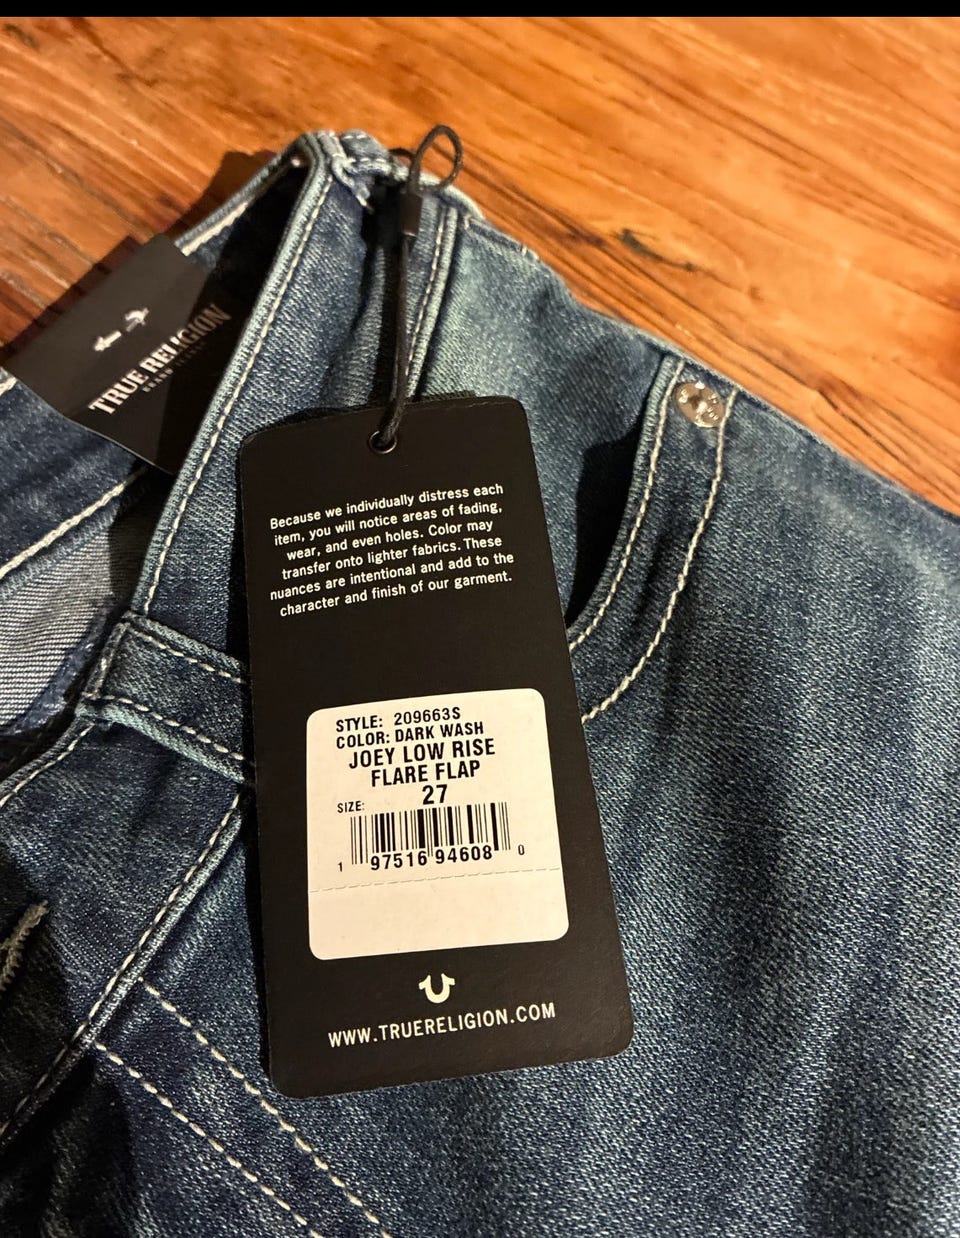 TRUE RELIGION
Because we individually distress each
item, you will notice areas of fading,
wear, and even holes. Color may
transfer onto lighter fabrics. These
nuances are intentional and add to the
character and finish of our garment.
STYLE: 209663S
COLOR: DARK WASH
JOEY LOW RISE
FLARE FLAP
SIZE: 27
1 97516 94608 0
WWW.TRUERELIGION.COM